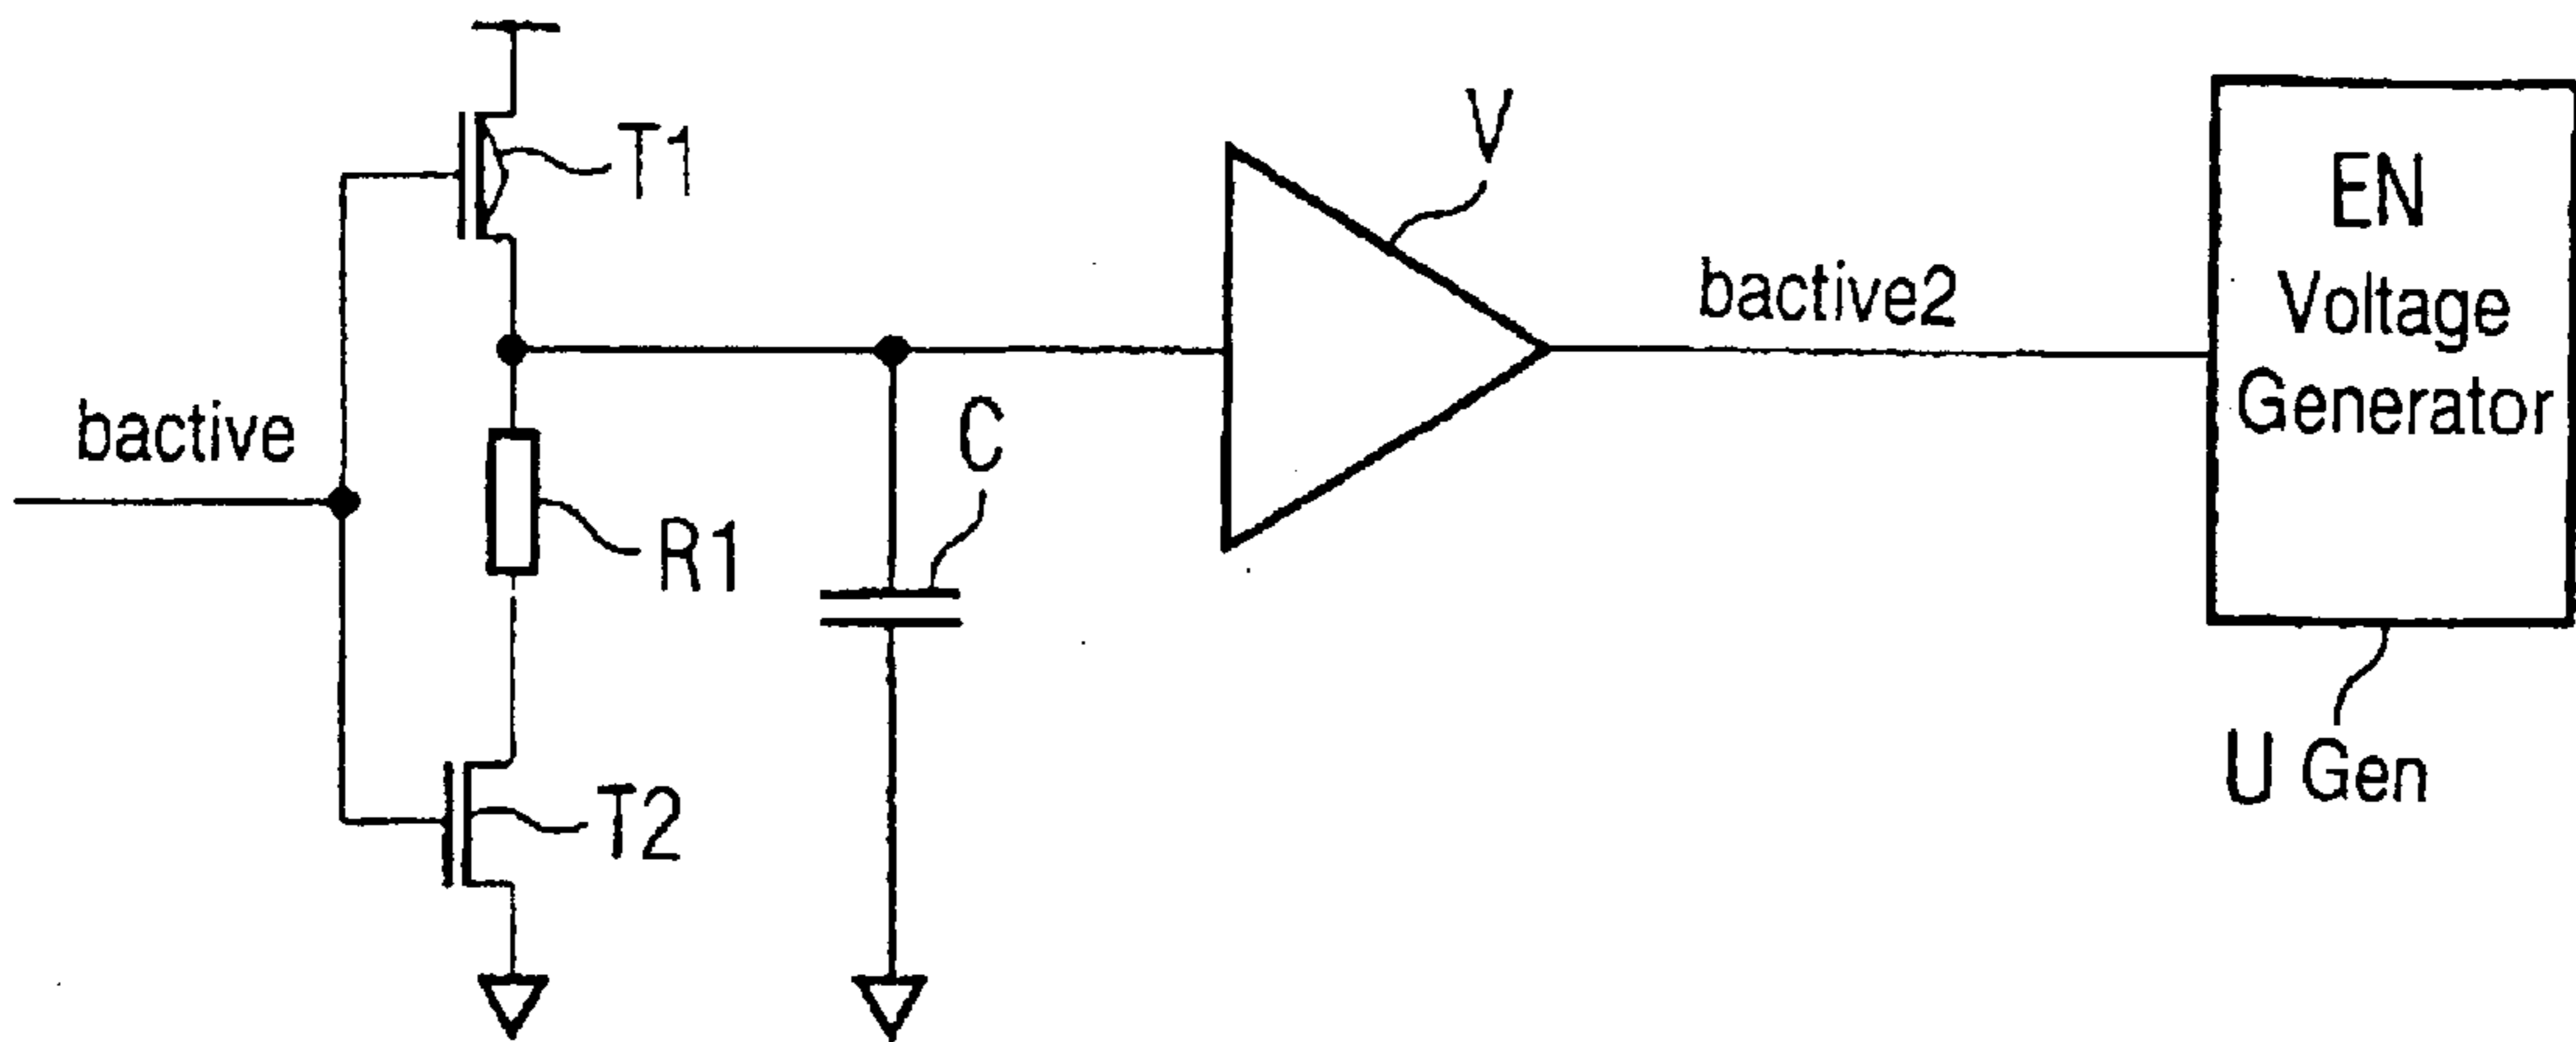 T1
V
bactive2
EN
Voltage
Generator
bactive
C
R1
T2
U Gen